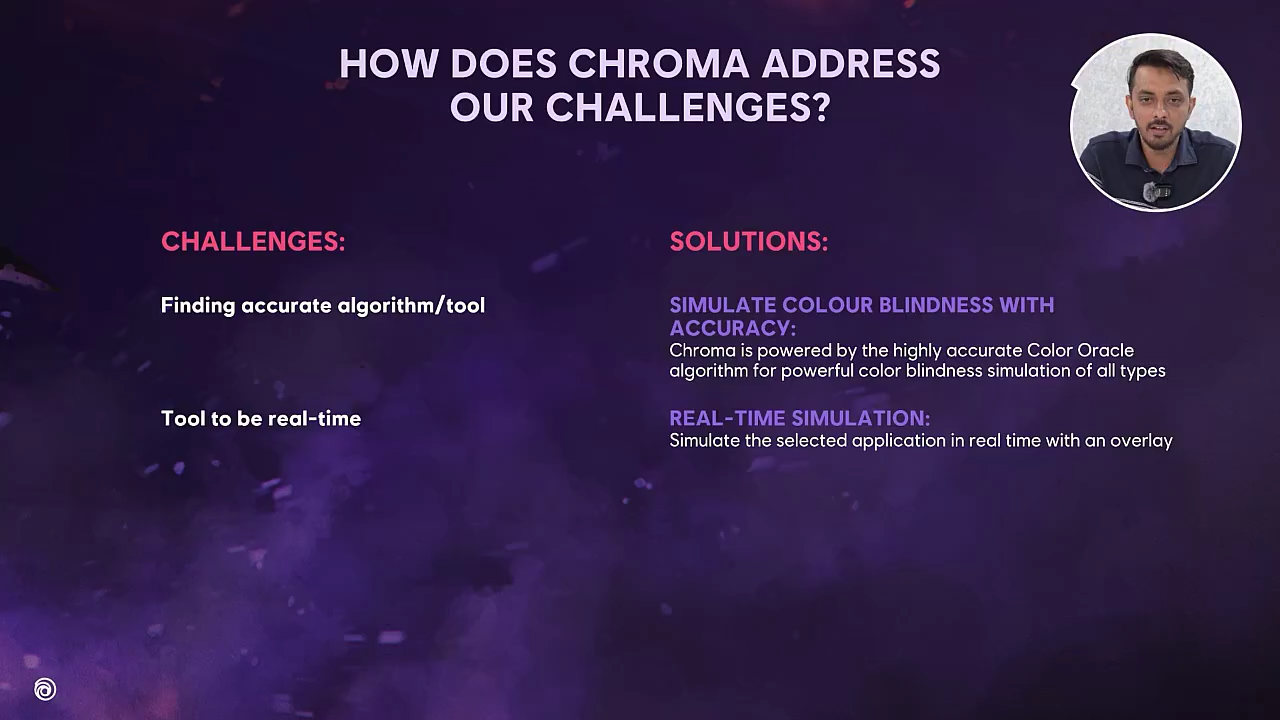 HOW DOES CHROMA ADDRESS
OUR CHALLENGES?
CHALLENGES:
SOLUTIONS:
Finding accurate algorithm/tool
SIMULATE COLOUR BLINDNESS WITH
ACCURACY:
Chroma is powered by the highly accurate Color Oracle
algorithm for powerful color blindness simulation of all types
Tool to be real-time
REAL-TIME SIMULATION:
Simulate the selected application in real time with an overlay